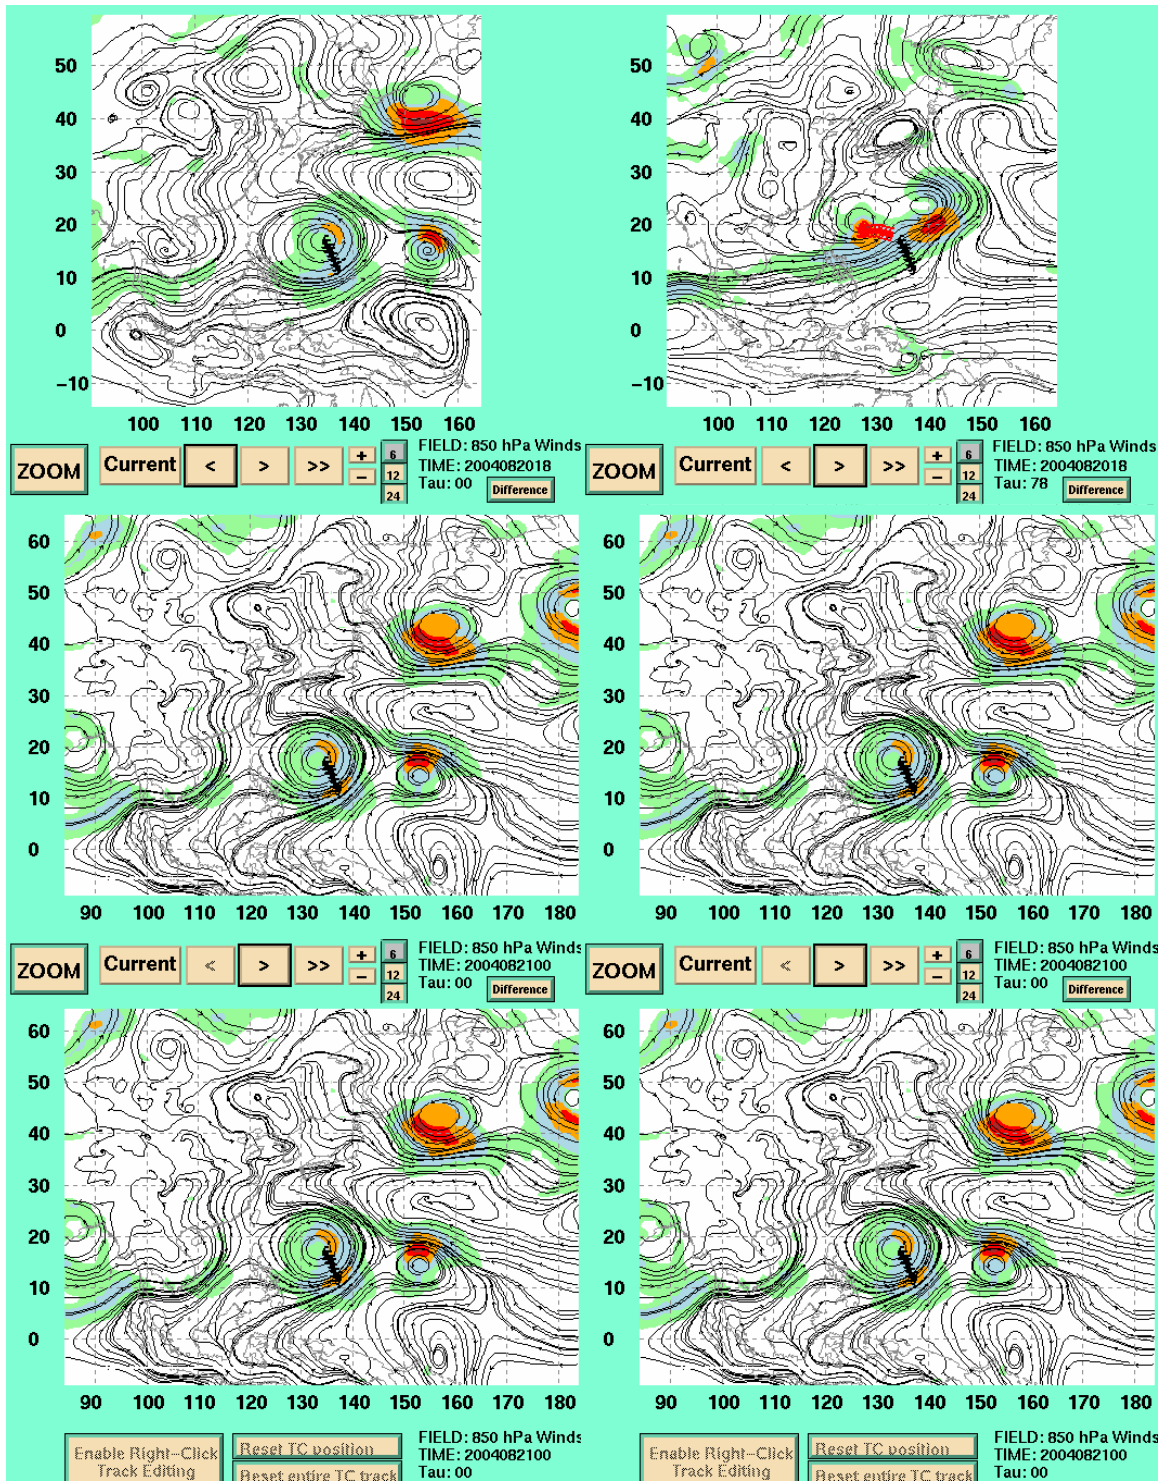 50
40
30
20
10
0
-10
100 110 120 130 140 150 160
50
40
30
20
10
0
-10
100 110 120 130 140 150 160
ZOOM
Current
<
>
>>
+
-
6
12
24
FIELD: 850 hPa Winds
TIME: 2004082018
Tau: 00
Difference
ZOOM
Current
<
>
>>
+
-
6
12
24
FIELD: 850 hPa Winds
TIME: 2004082018
Tau: 78
Difference
60
50
40
30
20
10
0
90 100 110 120 130 140 150 160 170 180
60
50
40
30
20
10
0
90 100 110 120 130 140 150 160 170 180
ZOOM
Current
<
>
>>
+
-
6
12
24
FIELD: 850 hPa Winds
TIME: 2004082100
Tau: 00
Difference
ZOOM
Current
<
>
>>
+
-
6
12
24
FIELD: 850 hPa Winds
TIME: 2004082100
Tau: 00
Difference
60
50
40
30
20
10
0
90 100 110 120 130 140 150 160 170 180
60
50
40
30
20
10
0
90 100 110 120 130 140 150 160 170 180
Enable Right-Click
Track Editing
Reset TC position
Reset entire TC track
FIELD: 850 hPa Winds
TIME: 2004082100
Tau: 00
Enable Right-Click
Track Editing
Reset TC position
Reset entire TC track
FIELD: 850 hPa Winds
TIME: 2004082100
Tau: 00